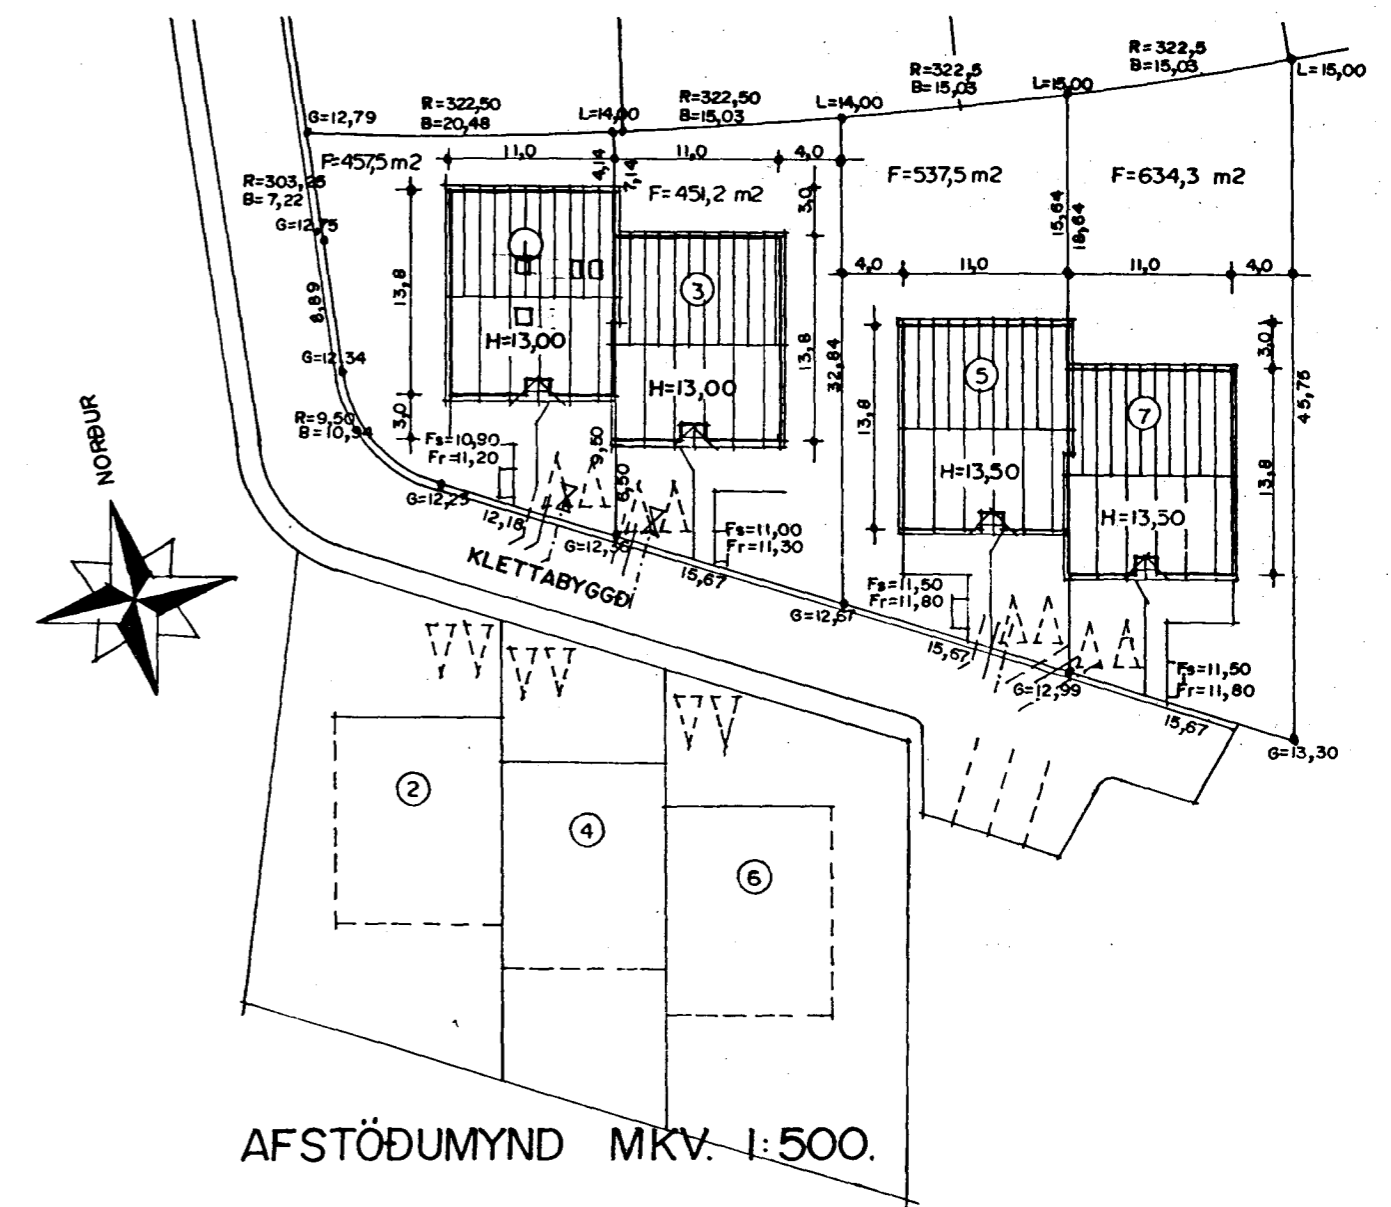 R=322,5
B=15,03
L=15,00
R=322,5
B=15,03
L=15,00
R=322,50
B=15,03
L=14,00
R=322,50
B=20,48
L=14,00
G=12,79
F=457,5 m2
11,0
4,14
7,14
11,0
4,0
F=451,2 m2
3,0
F=537,5 m2
15,64
18,64
F=634,3 m2
R=303,25
B=7,22
G=12,75
8,89
13,8
H=13,00
3
H=13,00
13,8
32,84
4,0
11,0
11,0
4,0
G=12,34
R=9,50
B=10,94
3,0
Fs=10,90
Fr=11,20
9,50
6,50
G=12,25
12,18
G=12,36
Fs=11,00
Fr=11,30
15,67
KLETTABYGGÐ
G=12,67
13,8
5
H=13,50
7
H=13,50
3,0
13,8
45,75
Fs=11,50
Fr=11,80
15,67
G=12,99
Fs=11,50
Fr=11,80
15,67
G=13,30
NORÐUR
2
4
6
AFSTÖÐUMYND MKV. 1:500.